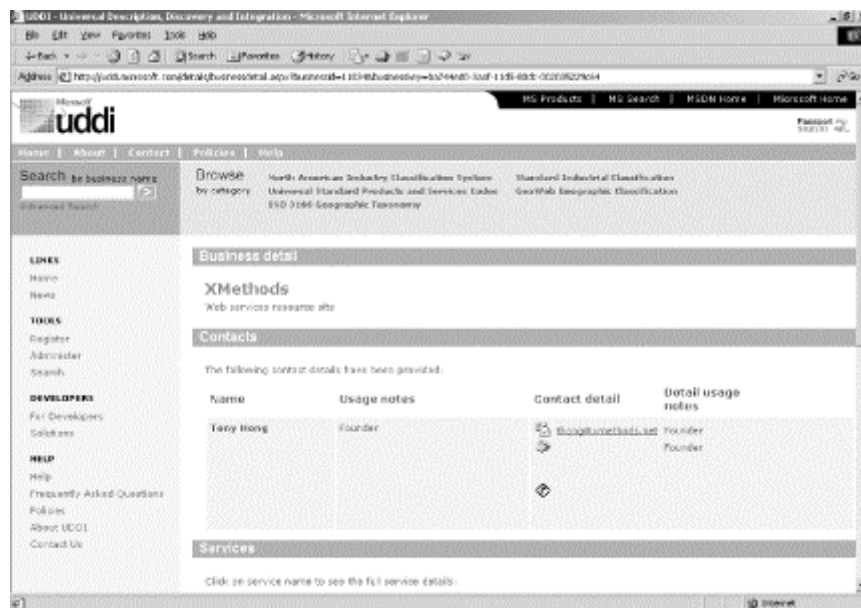 UDDI - Universal Description, Discovery and Integration - Microsoft Internet Explorer
File Edit View Favorites Tools Help
Back Search Favorites History
Address
Go
MS Products | MS Search | MSDN Home | Microsoft Home
Microsoft
uddi
Passport
Home | About | Contact | Policies | Help
Search by business name
Advanced Search
Browse
by category
North American Industry Classification System
Universal Standard Products and Services Codes
ISO 3166 Geographic Taxonomy
Standard Industrial Classification
GeoWeb Geographic Classification
LINKS
Home
News
TOOLS
Register
Administer
Search
DEVELOPERS
For Developers
Solutions
HELP
Help
Frequently Asked Questions
Policies
About UDDI
Contact Us
Business detail
XMethods
Web services resource site
Contacts
The following contact details have been provided:
Name Usage notes Contact detail Detail usage notes
Tony Hong Founder thong@xmethods.net Founder
Founder
Services
Click on service name to see the full service details:
Internet